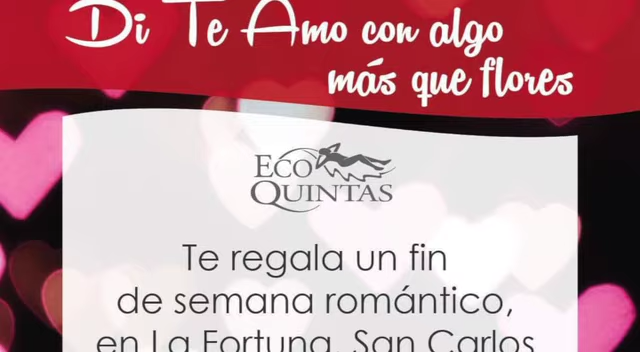 Di Te Amo con algo
más que flores
ECO
QUINTAS
Te regala un fin
de semana romántico,
en La Fortuna, San Carlos